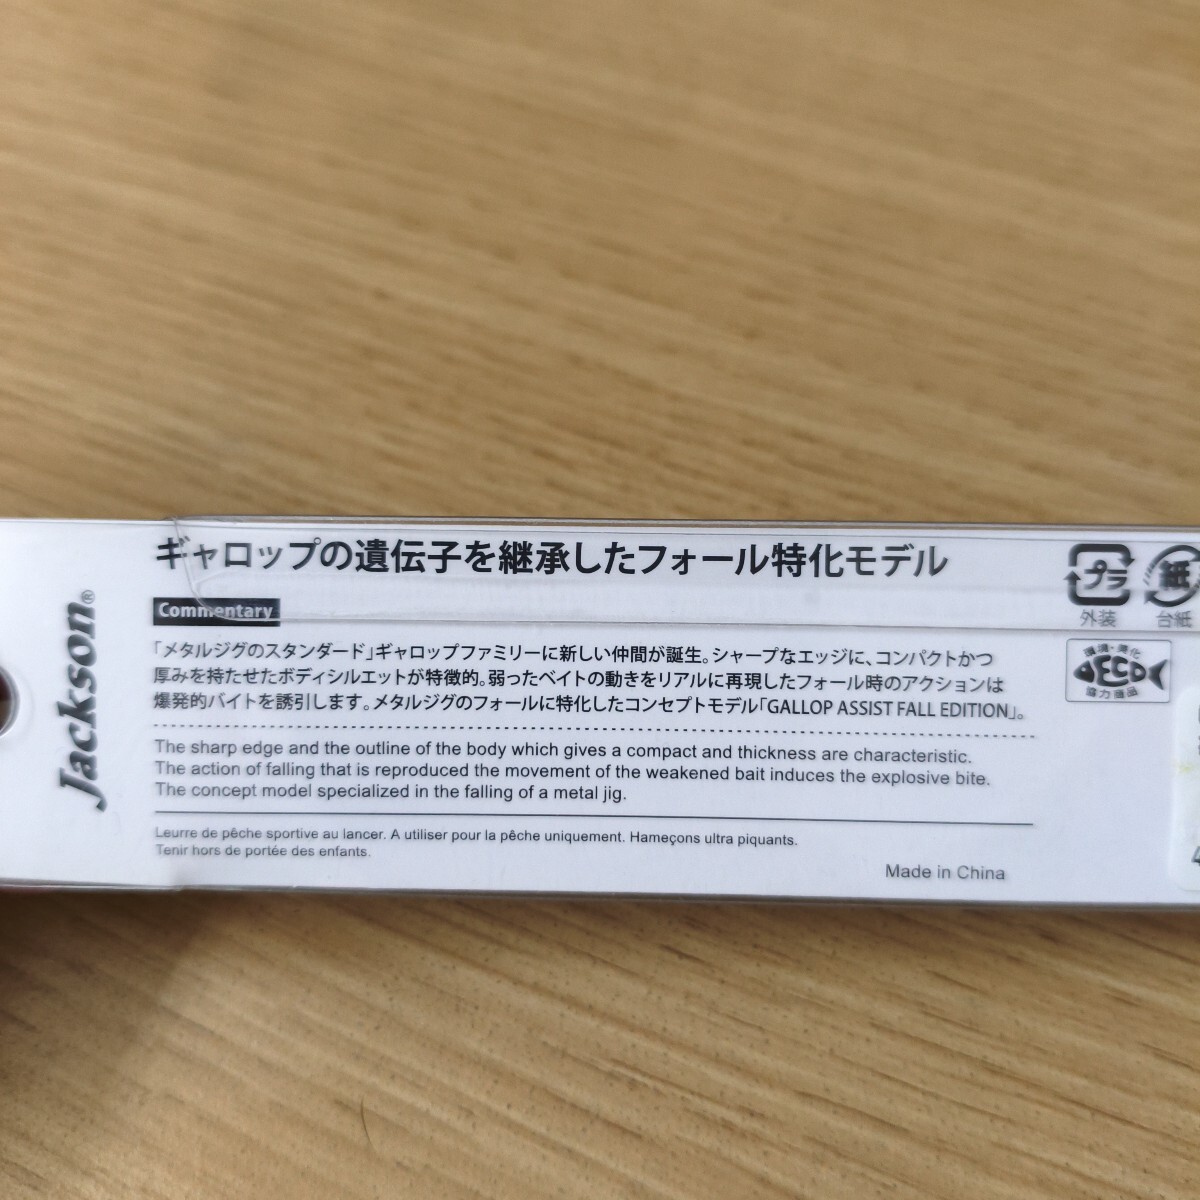 Jackson®
ギャロップの遺伝子を継承したフォール特化モデル
Commentary
「メタルジグのスタンダード」ギャロップファミリーに新しい仲間が誕生。シャープなエッジに、コンパクトかつ
厚みを持たせたボディシルエットが特徴的。弱ったベイトの動きをリアルに再現したフォール時のアクションは
爆発的バイトを誘引します。メタルジグのフォールに特化したコンセプトモデル「GALLOP ASSIST FALL EDITION」。
The sharp edge and the outline of the body which gives a compact and thickness are characteristic.
The action of falling that is reproduced the movement of the weakened bait induces the explosive bite.
The concept model specialized in the falling of a metal jig.
Leurre de pêche sportive au lancer. A utiliser pour la pêche uniquement. Hameçons ultra piquants.
Tenir hors de portée des enfants.
Made in China
プラ
外装
紙
台紙
環境・美化
ECO
協力商品